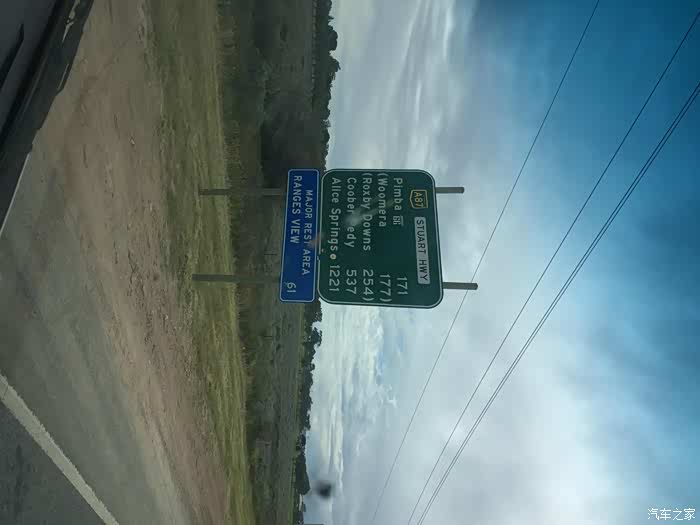 A87 STUART HWY
Pimba 171
(Woomera 177)
(Roxby Downs 254)
Coober Pedy 537
Alice Springs 1221
MAJOR REST AREA
RANGES VIEW 61
汽车之家